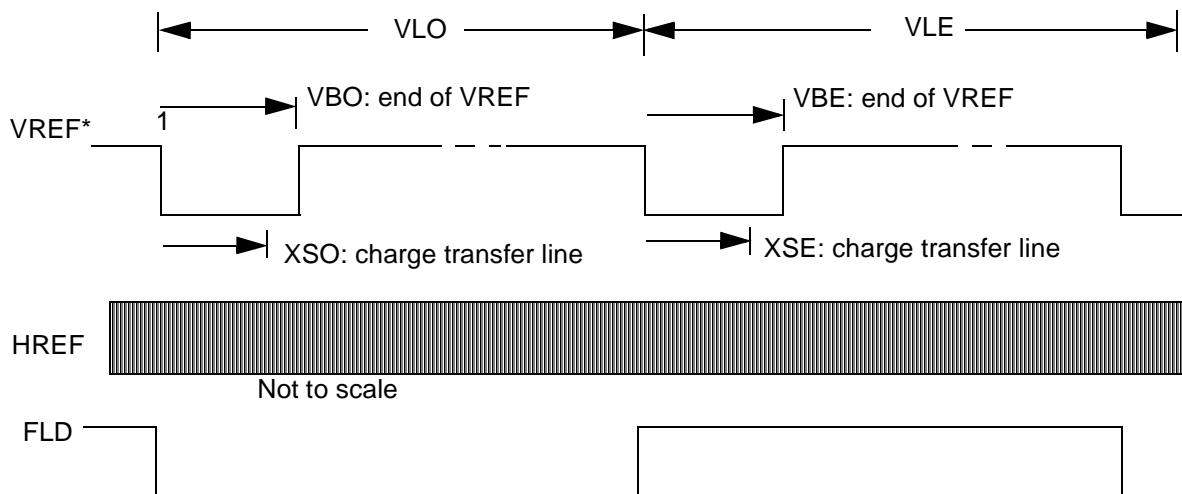 VLO
VLE
VBO: end of VREF
VBE: end of VREF
1
VREF*
XSO: charge transfer line
XSE: charge transfer line
HREF
Not to scale
FLD